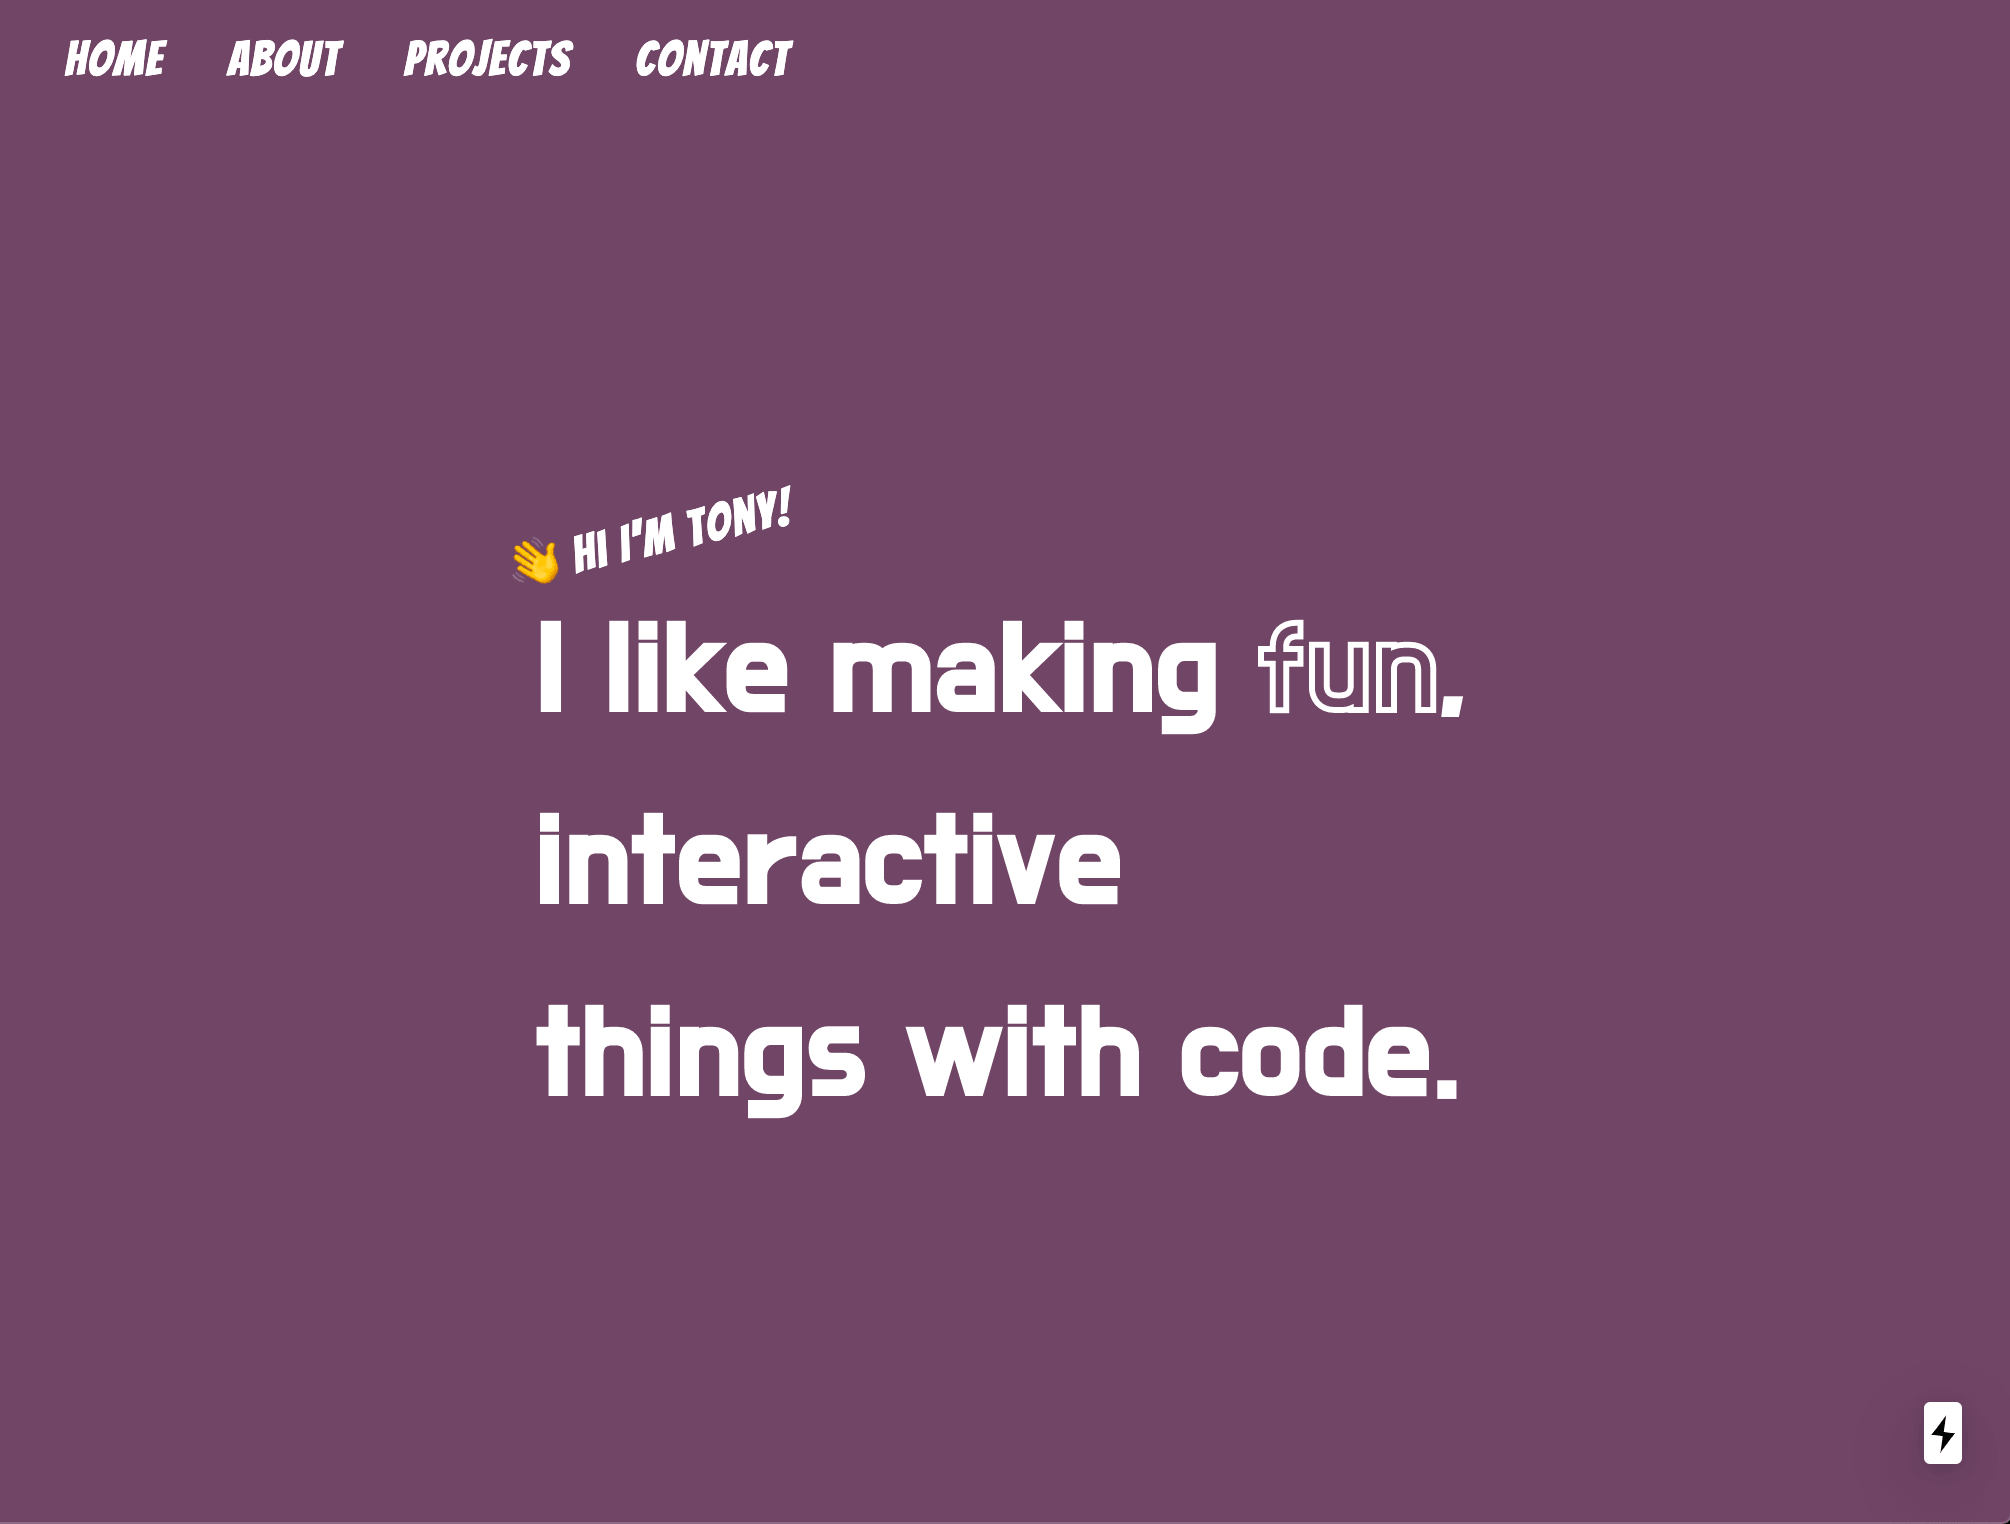 HOME ABOUT PROJECTS CONTACT
👋 HI I'M TONY!
I like making fun,
interactive
things with code.